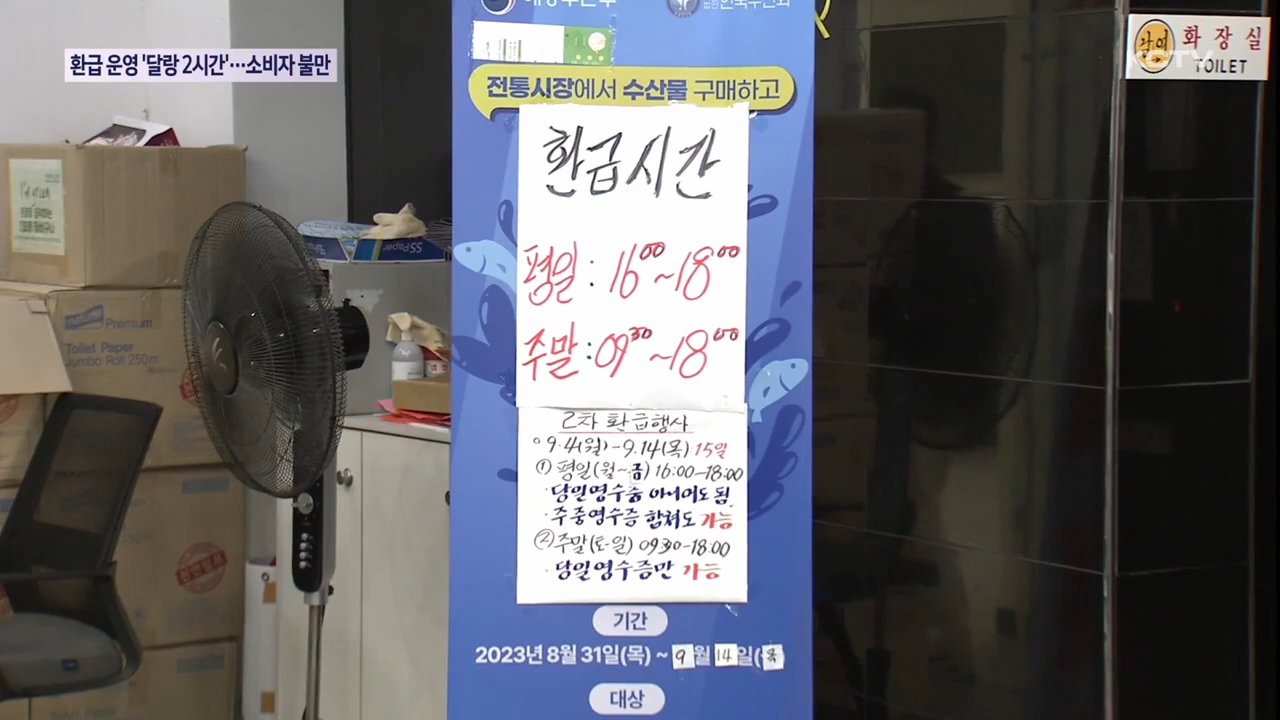 환급 운영 '달랑 2시간'…소비자 불만
KCTV
화장실
TOILET
전통시장에서 수산물 구매하고
환급시간
평일 : 16⁰⁰~18⁰⁰
주말 : 09³⁰~18⁰⁰
2차 환급행사
9.4(월)-9.14(목) 15일
① 평일(월~금) 16:00-18:00
· 당일영수증 아니어도 됨.
· 주중영수증 합쳐도 가능
② 주말(토·일) 09:30-18:00
· 당일영수증만 가능
기간
2023년 8월 31일(목) ~ 9월 14일(목)
대상
SS Paper
nature Premium
Toilet Paper
Jumbo Roll 250m